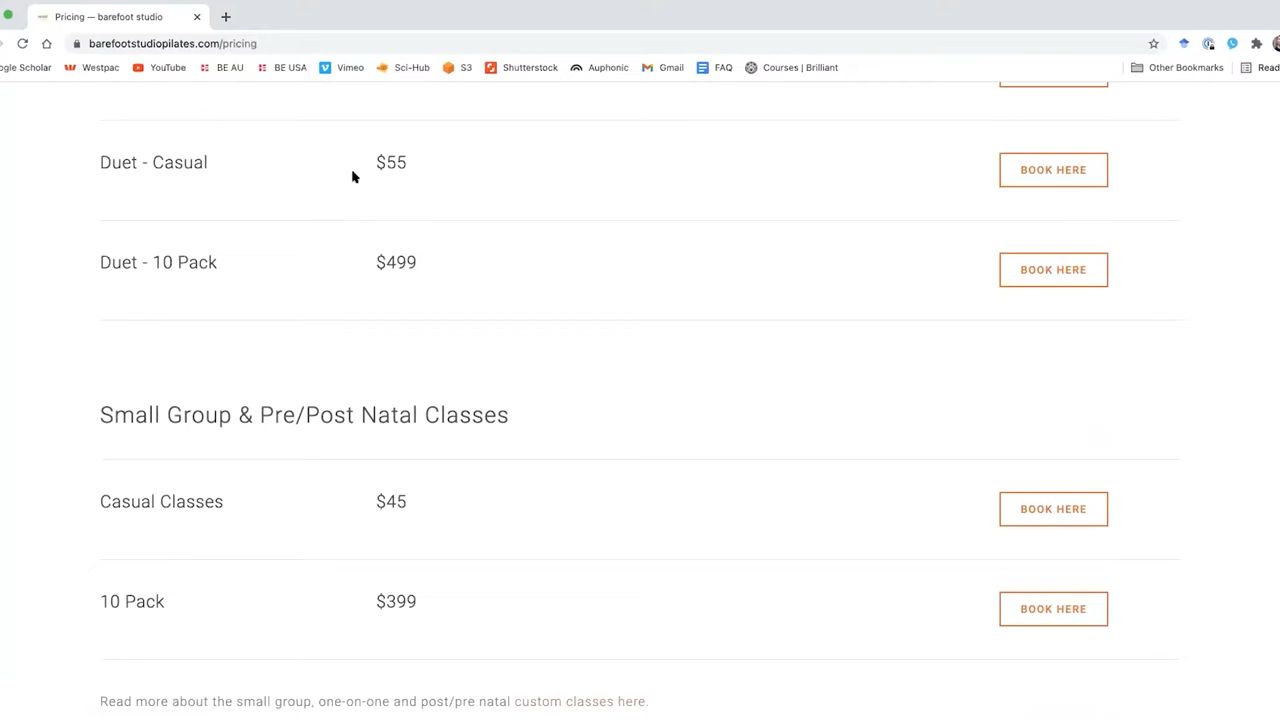 Pricing — barefoot studio
barefootstudiopilates.com/pricing
ogle Scholar Westpac YouTube BE AU BE USA Vimeo Sci-Hub S3 Shutterstock Auphonic Gmail FAQ Courses | Brilliant Other Bookmarks Read
Duet - Casual $55 BOOK HERE
Duet - 10 Pack $499 BOOK HERE
Small Group & Pre/Post Natal Classes
Casual Classes $45 BOOK HERE
10 Pack $399 BOOK HERE
Read more about the small group, one-on-one and post/pre natal custom classes here.